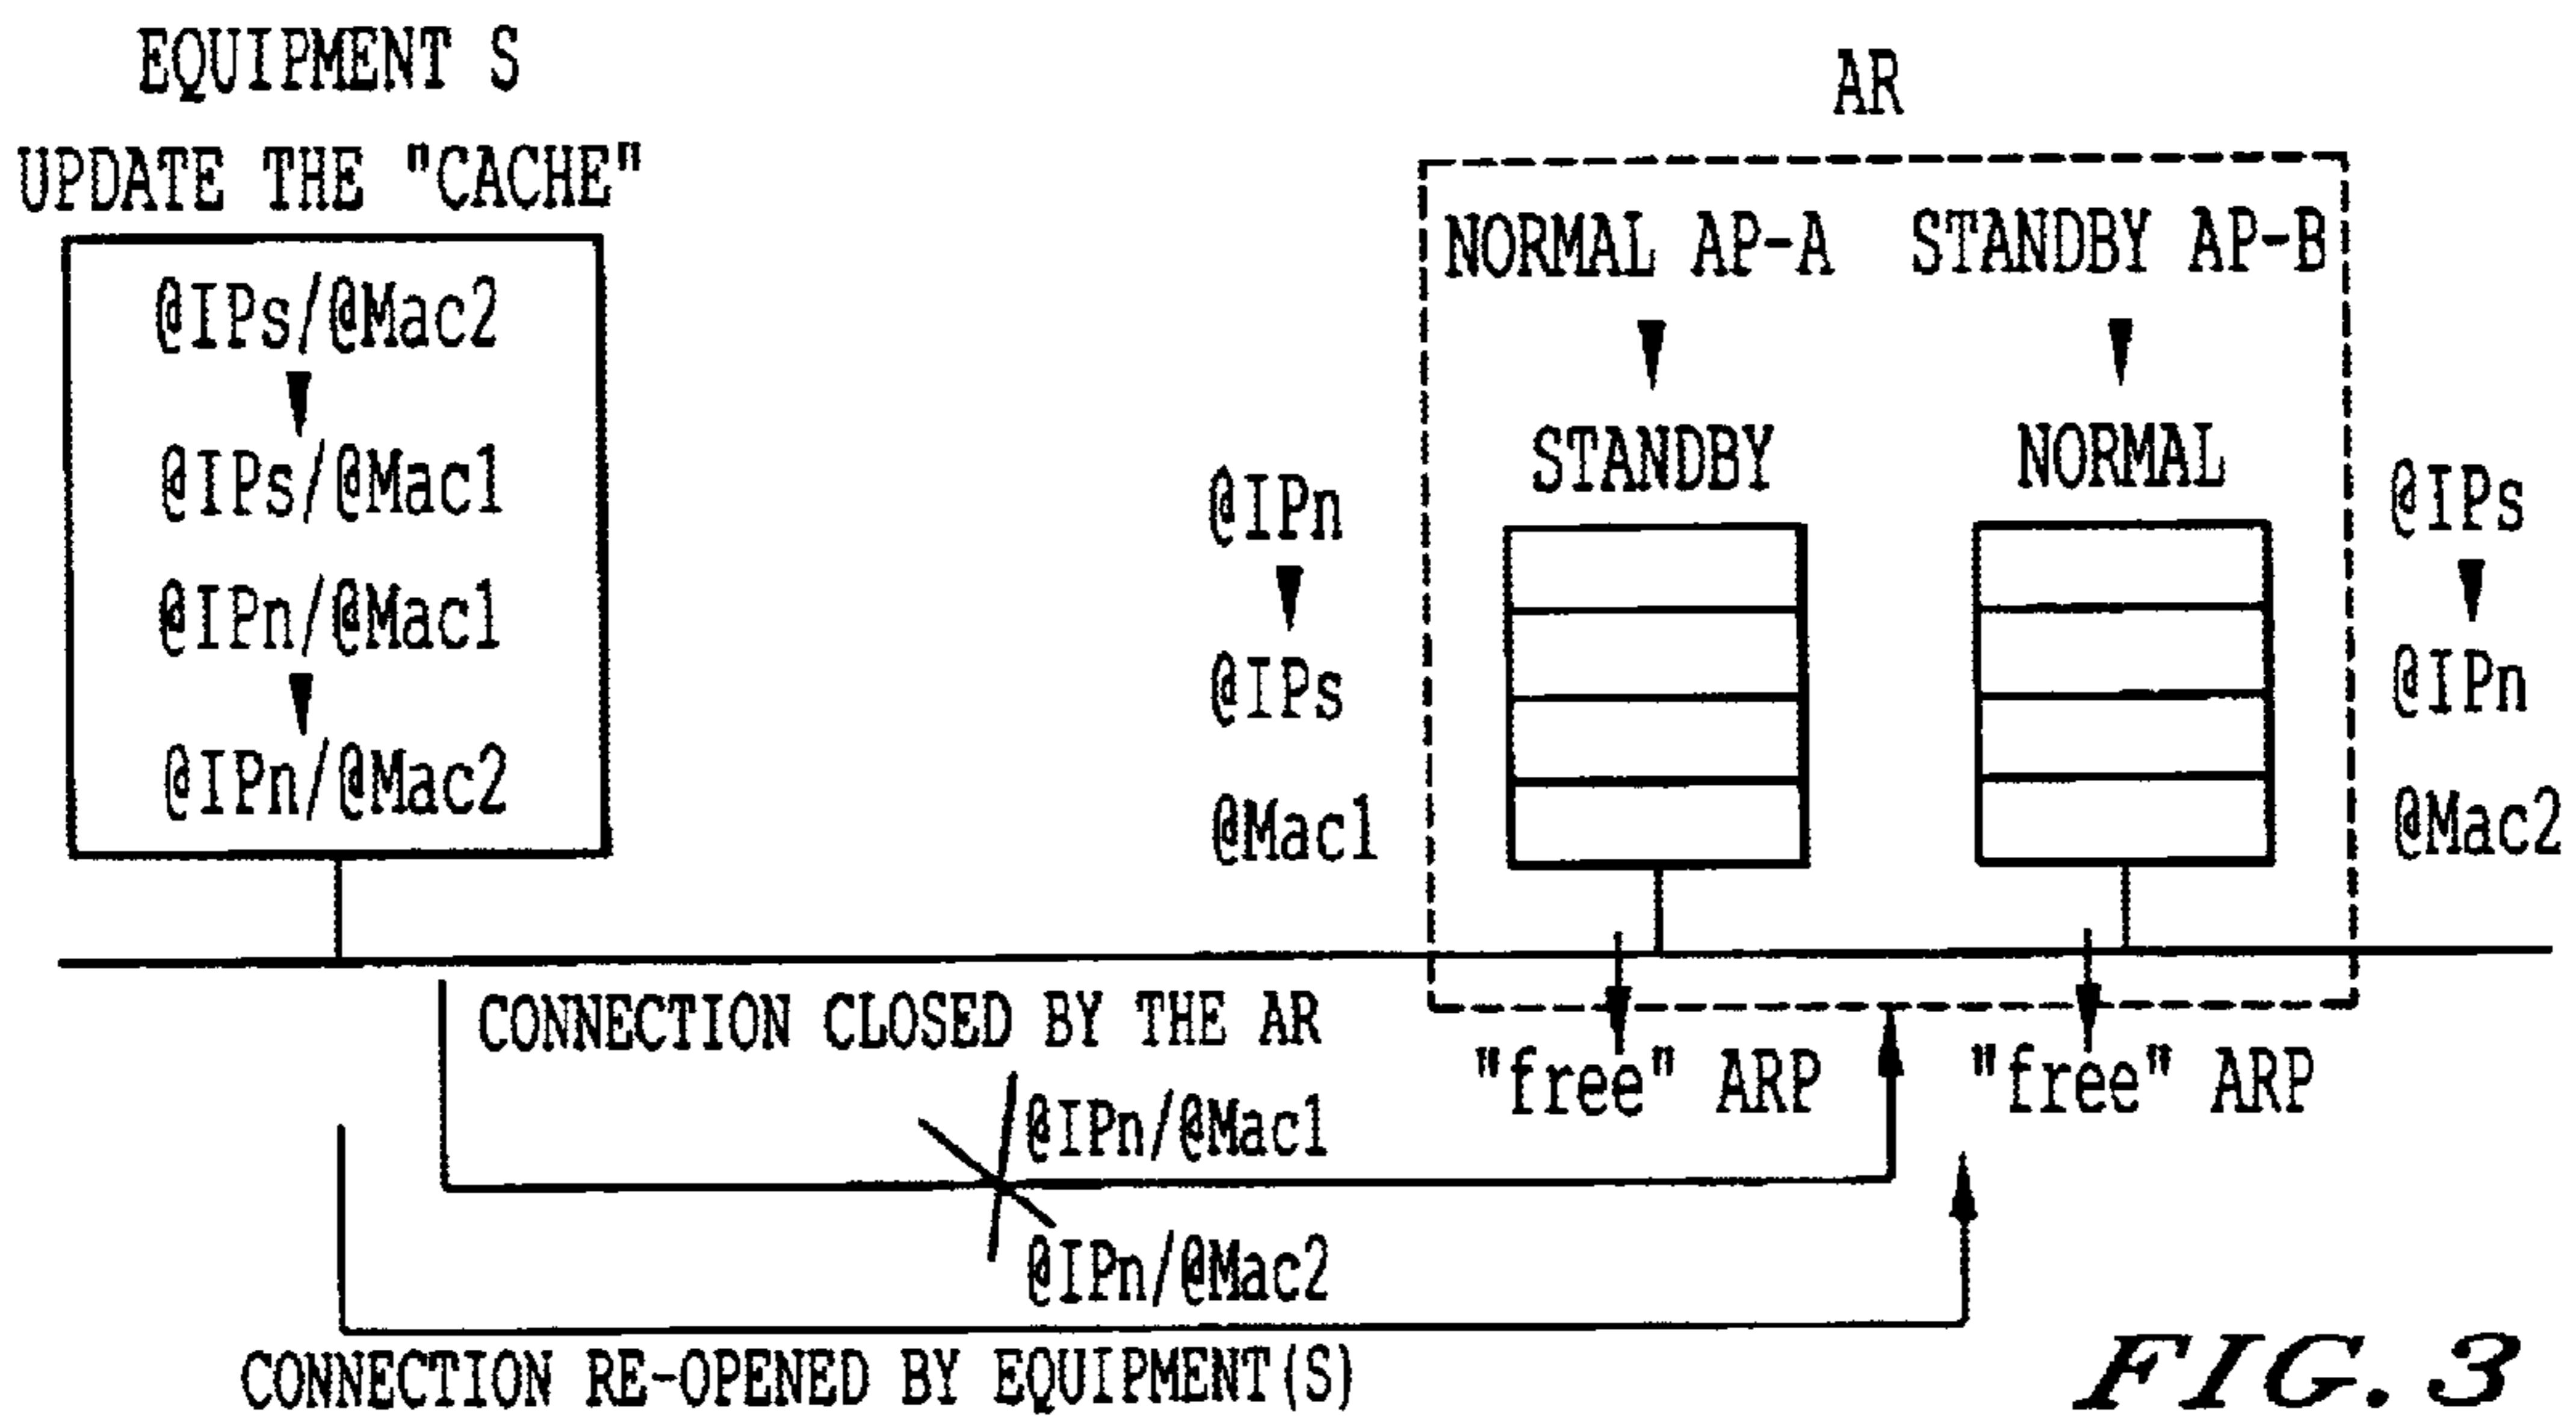 EQUIPMENT S
UPDATE THE "CACHE"
@IPs/@Mac2
@IPs/@Mac1
@IPn/@Mac1
@IPn/@Mac2
AR
NORMAL AP-A STANDBY AP-B
STANDBY NORMAL
@IPn
@IPs
@Mac1
@IPs
@IPn
@Mac2
CONNECTION CLOSED BY THE AR
"free" ARP "free" ARP
@IPn/@Mac1
@IPn/@Mac2
CONNECTION RE-OPENED BY EQUIPMENT(S)
FIG. 3